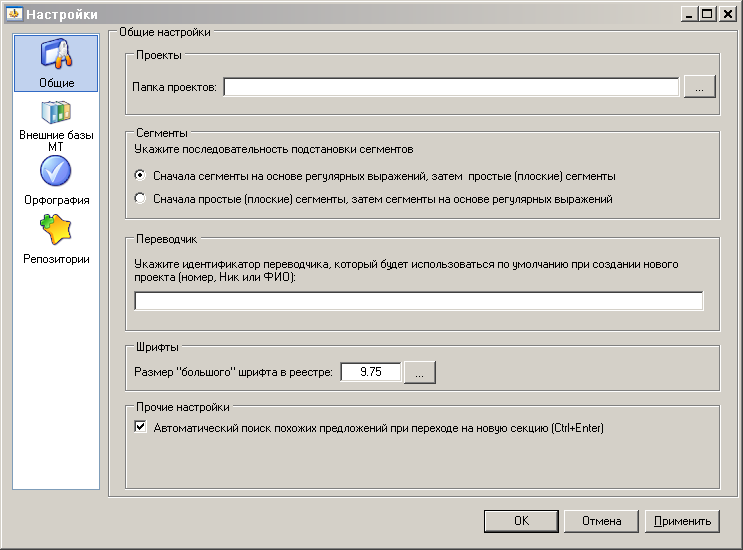 Настройки
Общие
Внешние базы
МТ
Орфография
Репозитории
Общие настройки
Проекты
Папка проектов:
...
Сегменты
Укажите последовательность подстановки сегментов
Сначала сегменты на основе регулярных выражений, затем простые (плоские) сегменты
Сначала простые (плоские) сегменты, затем сегменты на основе регулярных выражений
Переводчик
Укажите идентификатор переводчика, который будет использоваться по умолчанию при создании нового
проекта (номер, Ник или ФИО):
Шрифты
Размер "большого" шрифта в реестре: 9.75 ...
Прочие настройки
Автоматический поиск похожих предложений при переходе на новую секцию (Ctrl+Enter)
OK Отмена Применить